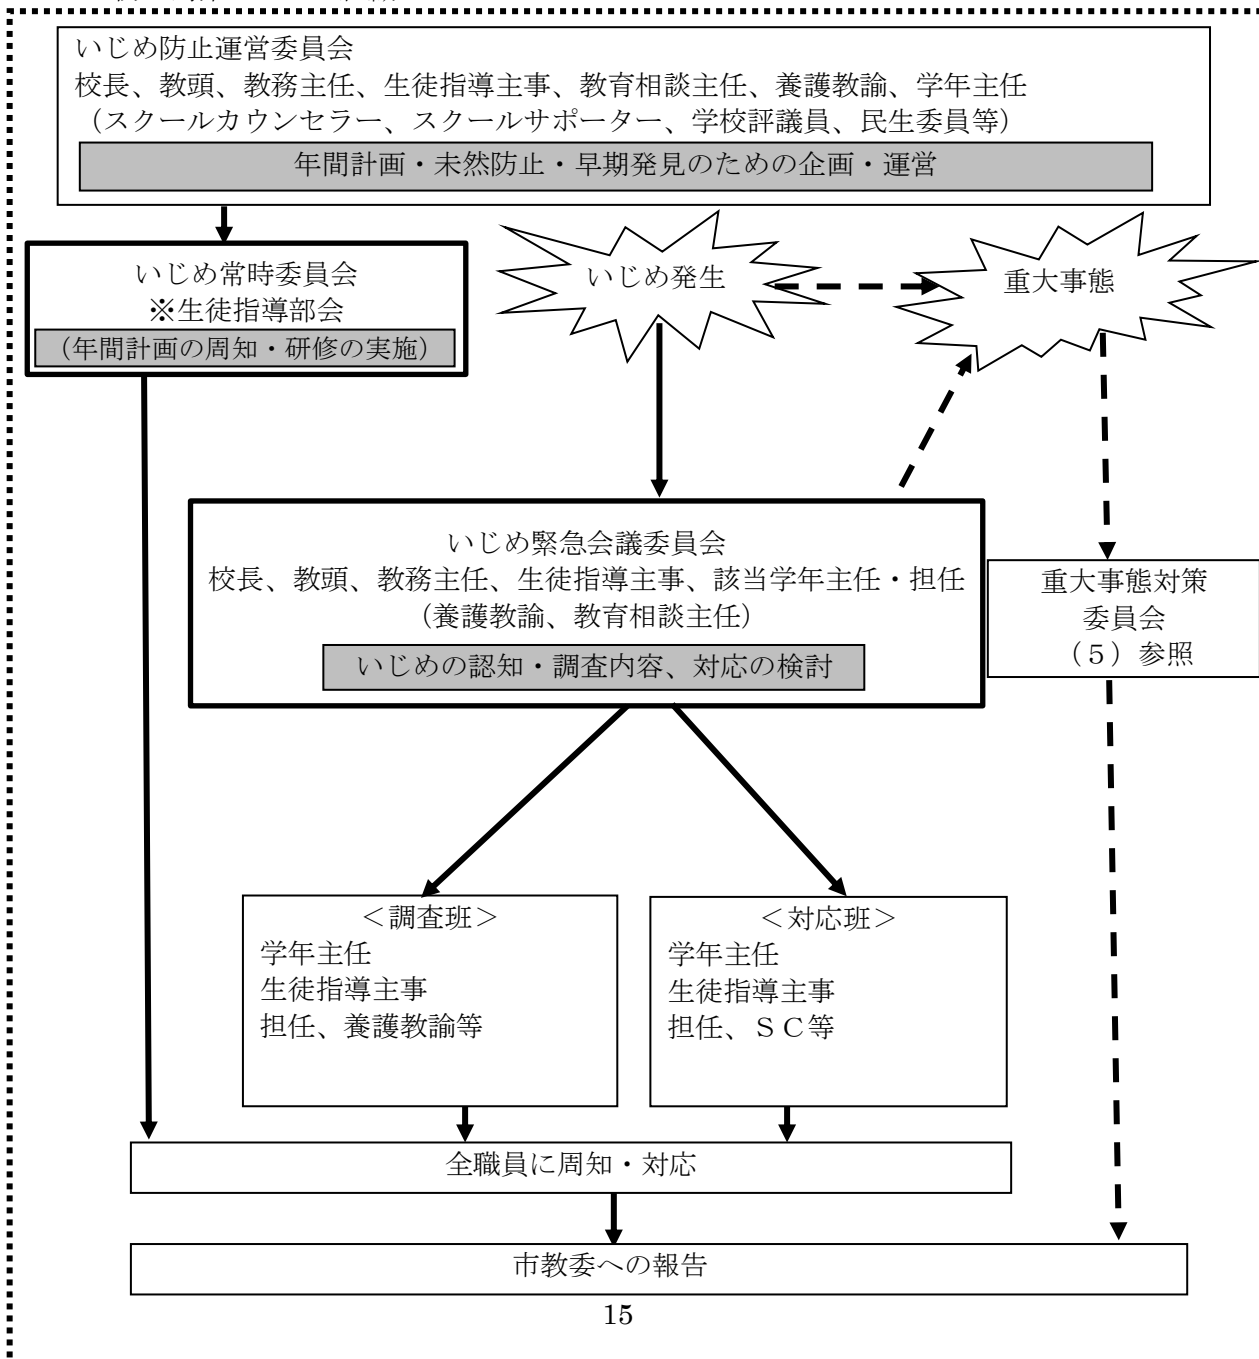 いじめ防止運営委員会
校長、教頭、教務主任、生徒指導主事、教育相談主任、養護教諭、学年主任
（スクールカウンセラー、スクールサポーター、学校評議員、民生委員等）
年間計画・未然防止・早期発見のための企画・運営
いじめ常時委員会
※生徒指導部会
（年間計画の周知・研修の実施）
いじめ発生
重大事態
いじめ緊急会議委員会
校長、教頭、教務主任、生徒指導主事、該当学年主任・担任
（養護教諭、教育相談主任）
いじめの認知・調査内容、対応の検討
重大事態対策
委員会
（５）参照
＜調査班＞
学年主任
生徒指導主事
担任、養護教諭等
＜対応班＞
学年主任
生徒指導主事
担任、ＳＣ等
全職員に周知・対応
市教委への報告
15